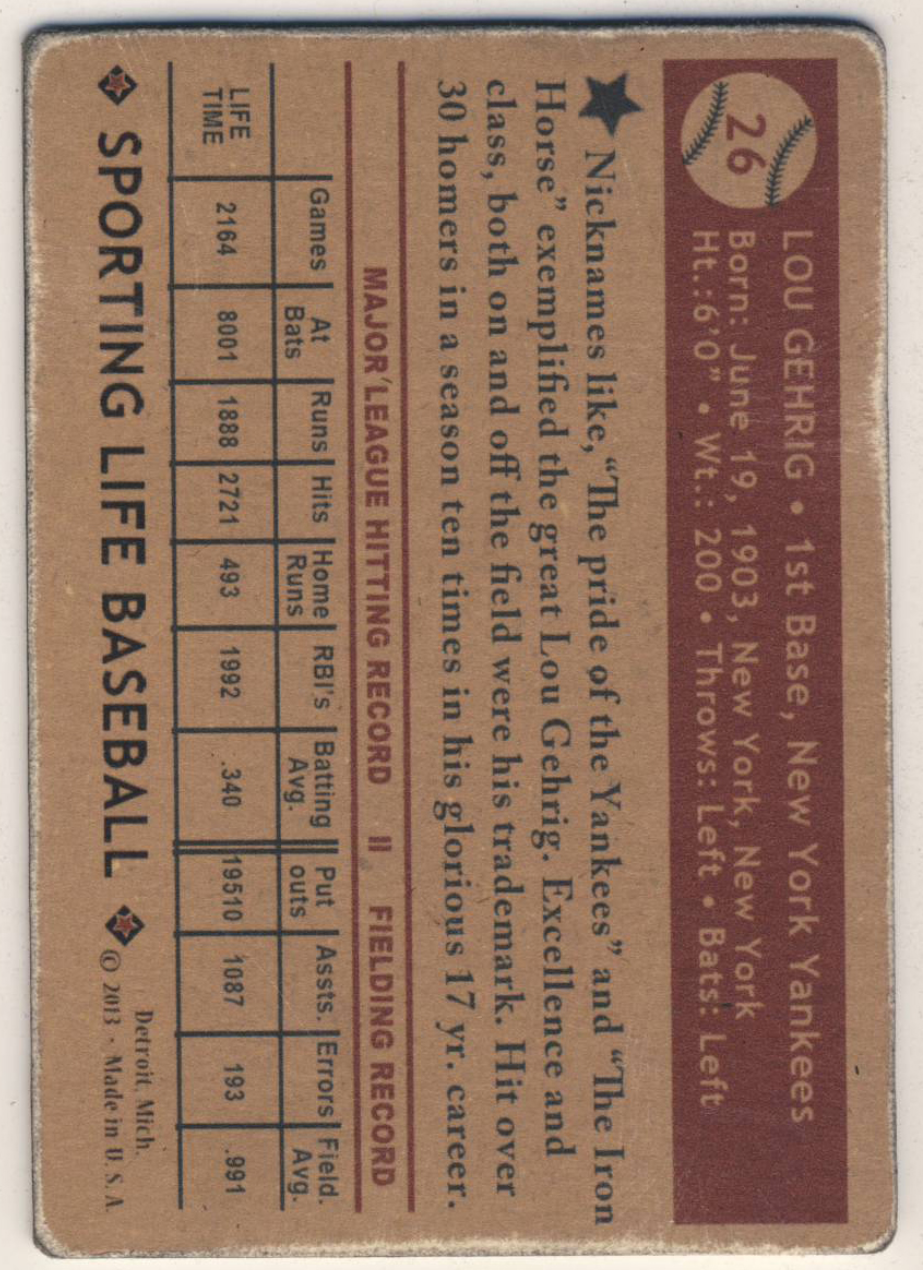 26
LOU GEHRIG • 1st Base, New York Yankees
Born: June 19, 1903, New York, New York
Ht.:6'0" • Wt.: 200 • Throws: Left • Bats: Left
Nicknames like, “The pride of the Yankees” and “The Iron
Horse” exemplified the great Lou Gehrig. Excellence and
class, both on and off the field were his trademark. Hit over
30 homers in a season ten times in his glorious 17 yr. career.
MAJOR LEAGUE HITTING RECORD || FIELDING RECORD
Games At Bats Runs Hits Home Runs RBI's Batting Avg. Put outs Assts. Errors Field. Avg.
LIFE TIME 2164 8001 1888 2721 493 1992 .340 19510 1087 193 .991
SPORTING LIFE BASEBALL
Detroit, Mich.
© 2013 • Made in U. S. A.